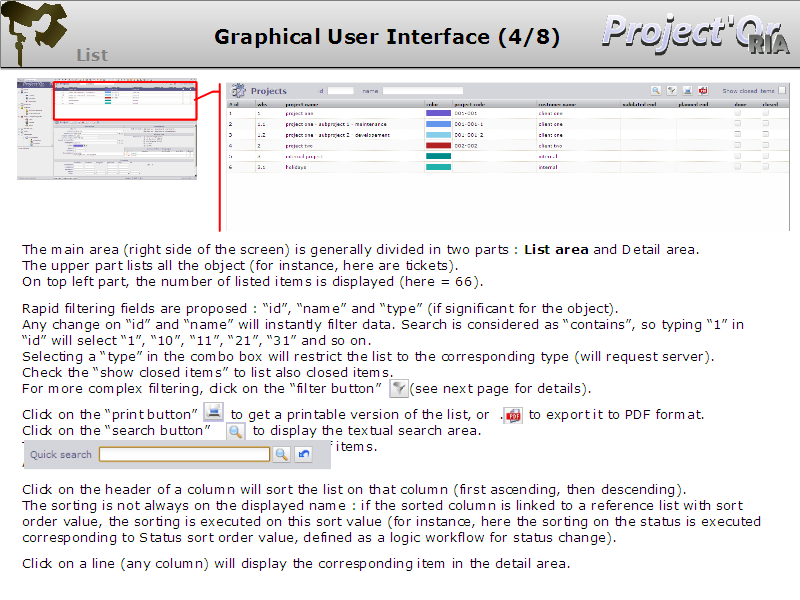 Graphical User Interface (4/8)
Project'Or
RIA
List
Projects id name Show closed items
# id wbs project name color project code customer name validated end planned end done closed
1 1 project one 001-001 client one
2 1.1 project one - subproject 1 - maintenance 001-001-1 client one
3 1.2 project one - subproject 2 - developement 001-001-2 client one
4 2 project two 002-002 client two
5 3 internal project internal
6 3.1 holidays internal
The main area (right side of the screen) is generally divided in two parts : List area and Detail area.
The upper part lists all the object (for instance, here are tickets).
On top left part, the number of listed items is displayed (here = 66).
Rapid filtering fields are proposed : “id”, “name” and “type” (if significant for the object).
Any change on “id” and “name” will instantly filter data. Search is considered as “contains”, so typing “1” in
“id” will select “1”, “10”, “11”, “21”, “31” and so on.
Selecting a “type” in the combo box will restrict the list to the corresponding type (will request server).
Check the “show closed items” to list also closed items.
For more complex filtering, click on the “filter button” (see next page for details).
Click on the “print button” to get a printable version of the list, or . to export it to PDF format.
Click on the “search button” to display the textual search area.
items.
Quick search
Click on the header of a column will sort the list on that column (first ascending, then descending).
The sorting is not always on the displayed name : if the sorted column is linked to a reference list with sort
order value, the sorting is executed on this sort value (for instance, here the sorting on the status is executed
corresponding to Status sort order value, defined as a logic workflow for status change).
Click on a line (any column) will display the corresponding item in the detail area.